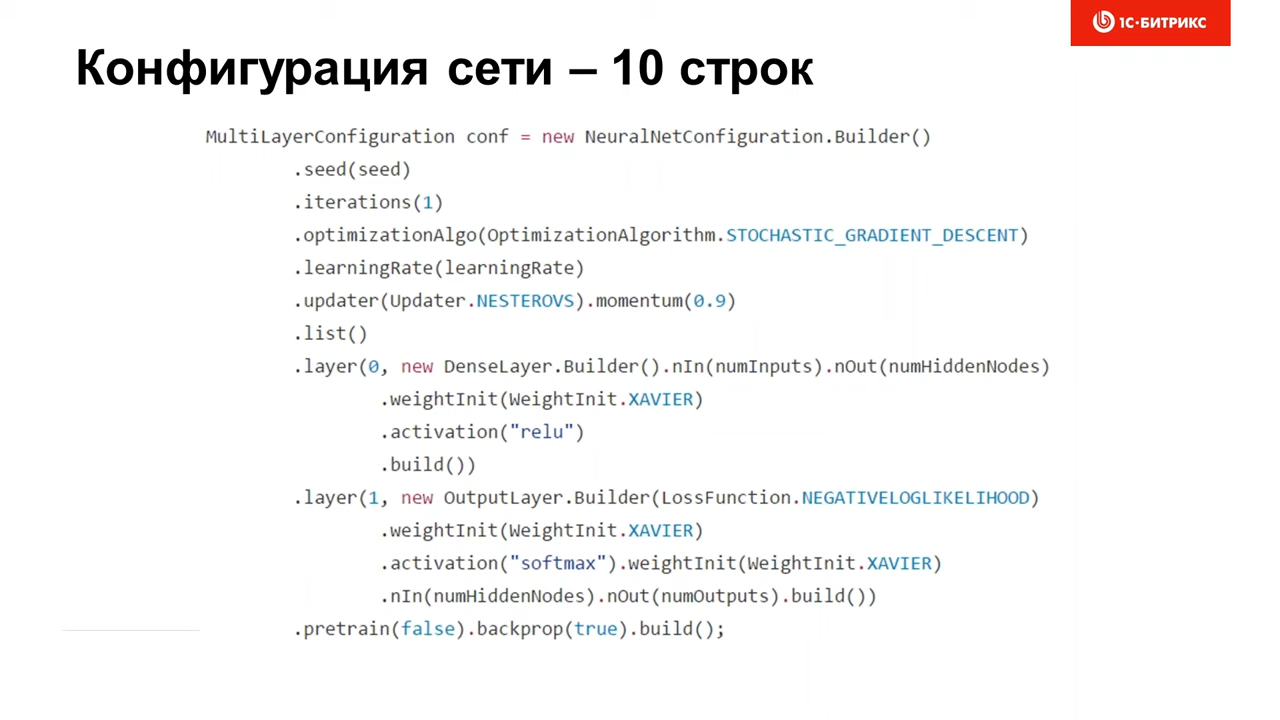 1С·БИТРИКС
Конфигурация сети – 10 строк
MultiLayerConfiguration conf = new NeuralNetConfiguration.Builder()
.seed(seed)
.iterations(1)
.optimizationAlgo(OptimizationAlgorithm.STOCHASTIC_GRADIENT_DESCENT)
.learningRate(learningRate)
.updater(Updater.NESTEROVS).momentum(0.9)
.list()
.layer(0, new DenseLayer.Builder().nIn(numInputs).nOut(numHiddenNodes)
.weightInit(WeightInit.XAVIER)
.activation("relu")
.build())
.layer(1, new OutputLayer.Builder(LossFunction.NEGATIVELOGLIKELIHOOD)
.weightInit(WeightInit.XAVIER)
.activation("softmax").weightInit(WeightInit.XAVIER)
.nIn(numHiddenNodes).nOut(numOutputs).build())
.pretrain(false).backprop(true).build();